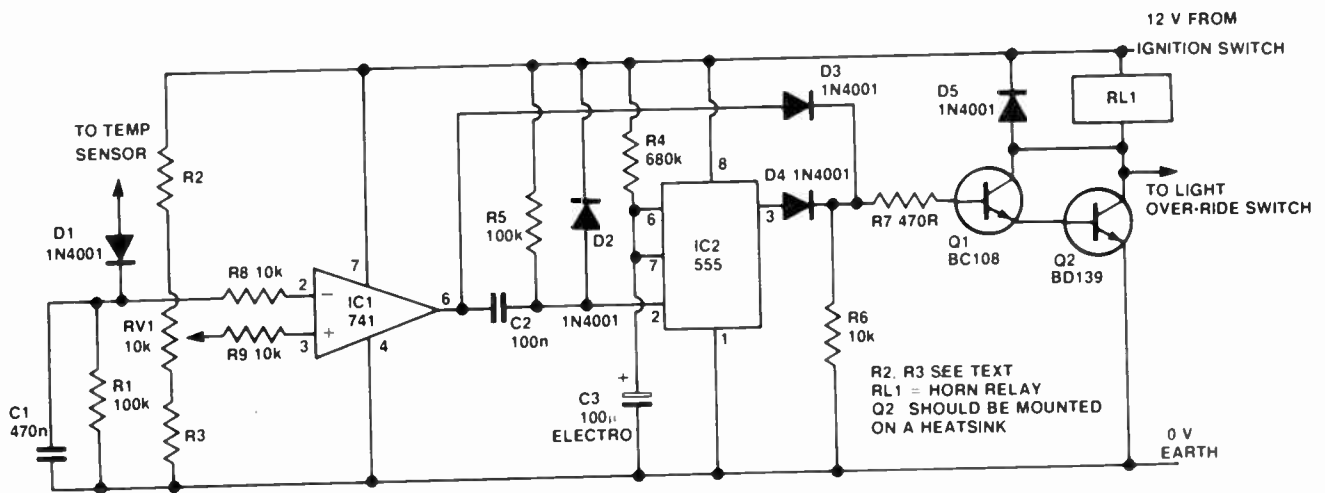 12 V FROM
IGNITION SWITCH
TO TEMP
SENSOR
D1
1N4001
R2
RV1
10k
R1
100k
C1
470n
R3
R8 10k
R9 10k
2
3
7
IC1
741
6
4
C2
100n
R5
100k
D2
1N4001
R4
680k
6
7
2
8
IC2
555
3
1
+
C3
100µ
ELECTRO
D3
1N4001
D4 1N4001
R7 470R
R6
10k
D5
1N4001
RL1
Q1
BC108
Q2
BD139
TO LIGHT
OVER-RIDE SWITCH
R2, R3 SEE TEXT
RL1 = HORN RELAY
Q2 SHOULD BE MOUNTED
ON A HEATSINK
0 V
EARTH